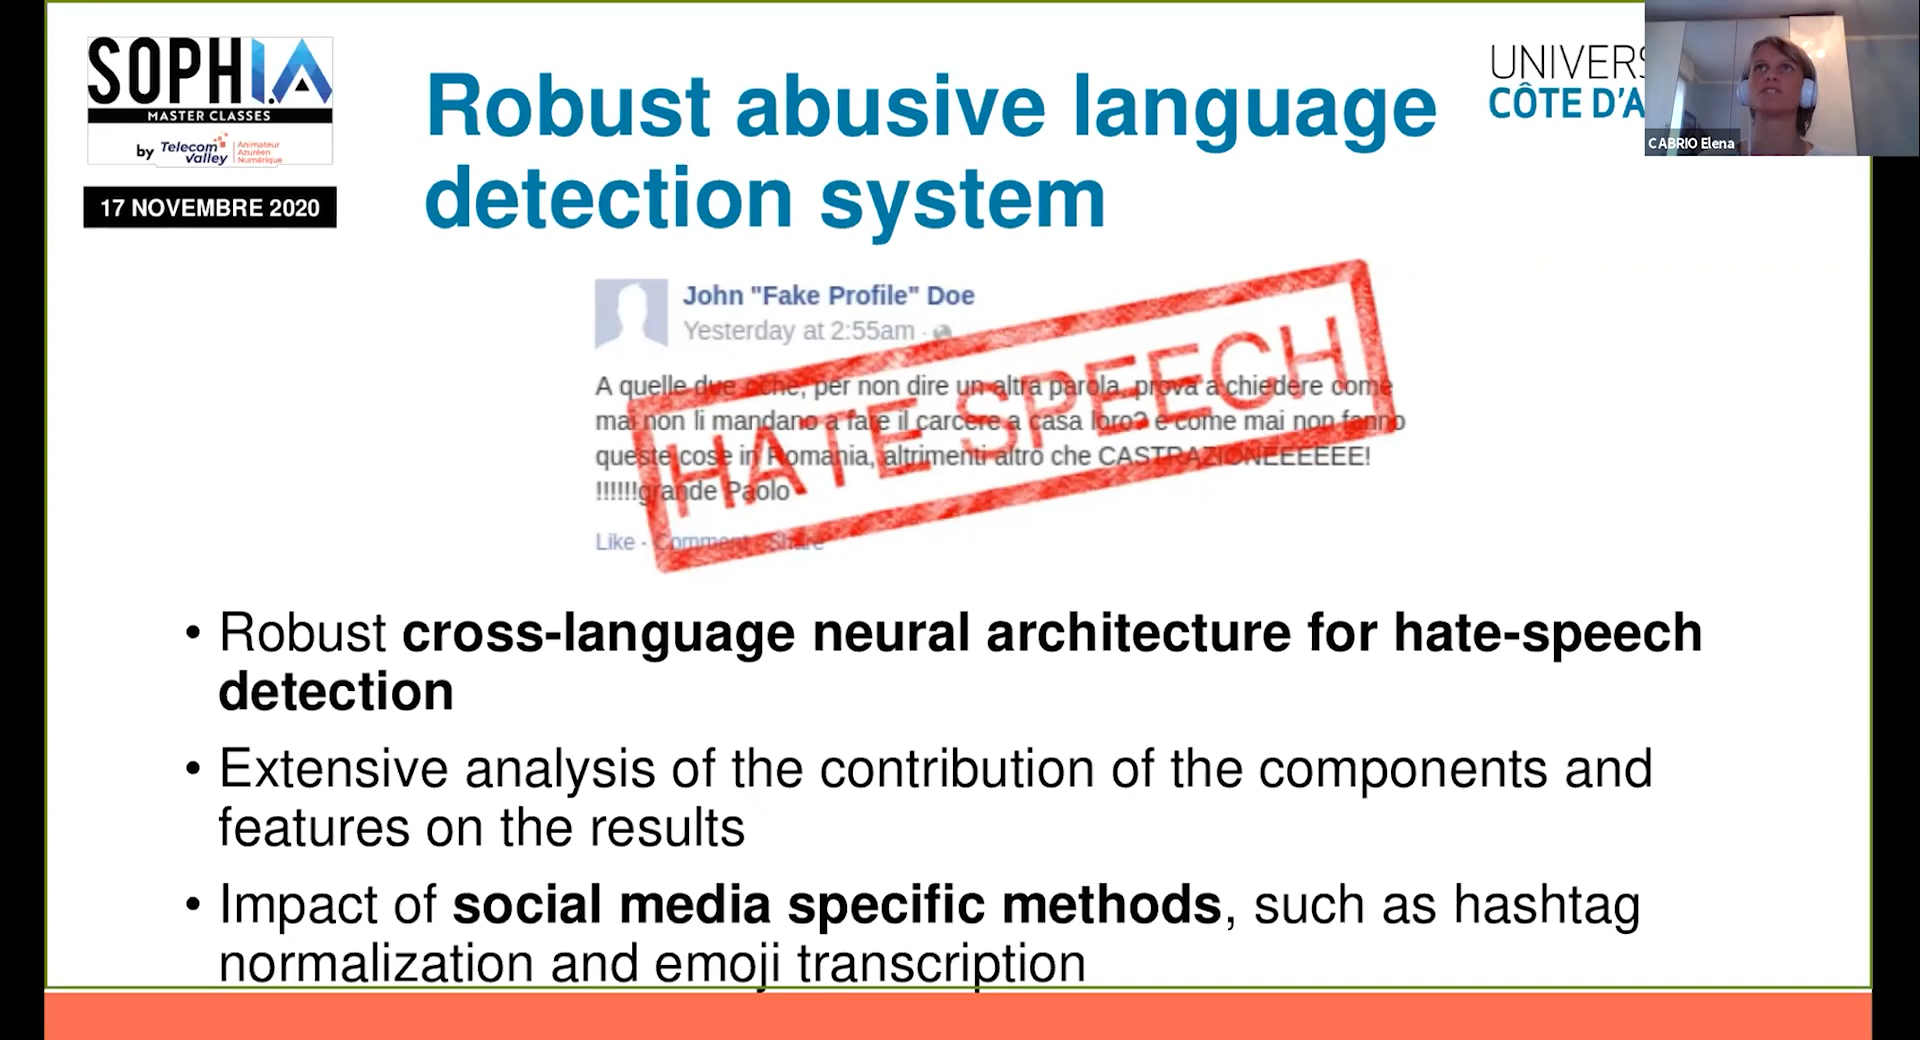 SOPHI.A
MASTER CLASSES
by Telecom Valley
Animateur
Azuréen
Numérique
17 NOVEMBRE 2020
Robust abusive language
detection system
UNIVERS
CÔTE D'A
CABRIO Elena
John "Fake Profile" Doe
Yesterday at 2:55am ·
A quelle due oche, per non dire un altra parola, prova a chiedere come
mai non li mandano a fare il carcere a casa loro? e come mai non fanno
queste cose in Romania, altrimenti altro che CASTRAZIONEEEEEE!
!!!!!!grande Paolo
Like · Comment · Share
HATE SPEECH
• Robust cross-language neural architecture for hate-speech
detection
• Extensive analysis of the contribution of the components and
features on the results
• Impact of social media specific methods, such as hashtag
normalization and emoji transcription